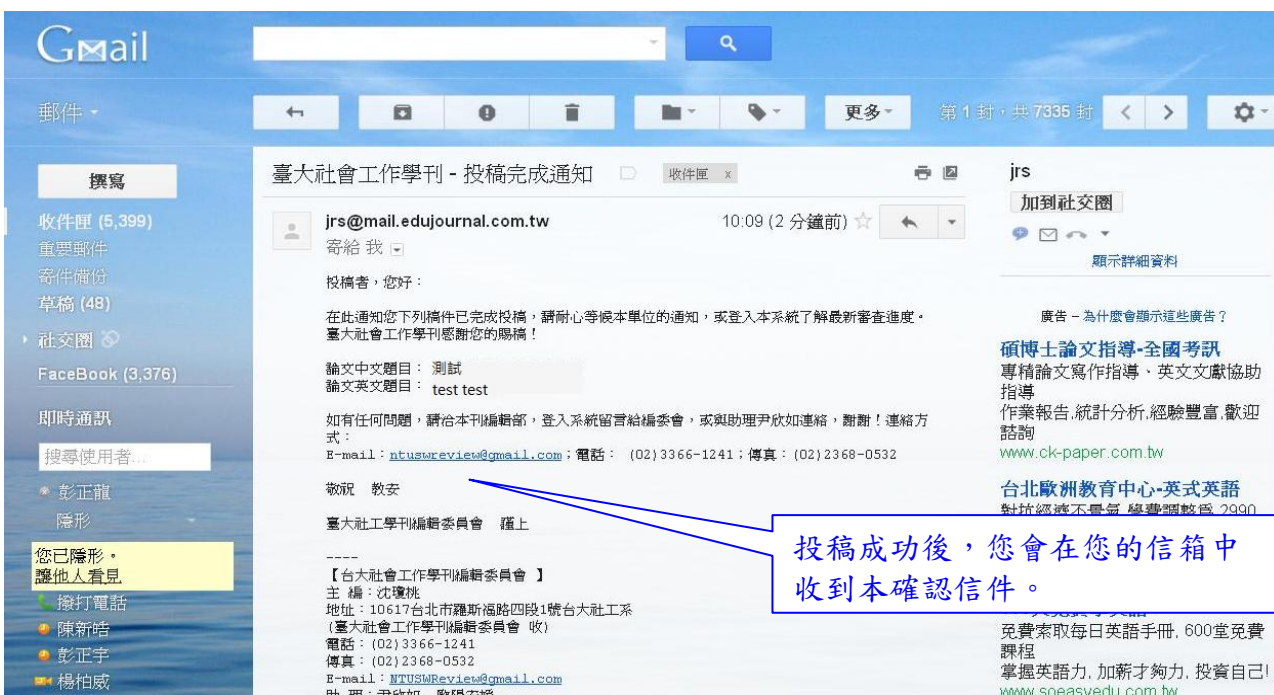 Gmail
郵件
更多
第 1 封，共 7335 封
撰寫
收件匣 (5,399)
重要郵件
寄件備份
草稿 (48)
社交圈
FaceBook (3,376)
即時通訊
搜尋使用者...
彭正龍
隱形
您已隱形。
讓他人看見
撥打電話
陳新皓
彭正宇
楊柏威
臺大社會工作學刊 - 投稿完成通知
收件匣 x
jrs@mail.edujournal.com.tw
10:09 (2 分鐘前)
寄給 我
投稿者，您好：
在此通知您下列稿件已完成投稿，請耐心等候本單位的通知，或登入本系統了解最新審查進度。
臺大社會工作學刊感謝您的賜稿！
論文中文題目： 測試
論文英文題目： test test
如有任何問題，請洽本刊編輯部，登入系統留言給編委會，或與助理尹欣如連絡，謝謝！連絡方
式：
E-mail：ntuswreview@gmail.com；電話： (02)3366-1241；傳真：(02)2368-0532
敬祝 教安
臺大社工學刊編輯委員會 謹上
----
【台大社會工作學刊編輯委員會 】
主 編：沈瓊桃
地址：10617台北市羅斯福路四段1號台大社工系
(臺大社會工作學刊編輯委員會 收)
電話：(02)3366-1241
傳真：(02)2368-0532
E-mail：NTUSWReview@gmail.com
投稿成功後，您會在您的信箱中
收到本確認信件。
jrs
加到社交圈
顯示詳細資料
廣告 – 為什麼會顯示這些廣告？
碩博士論文指導-全國考訊
專精論文寫作指導、英文文獻協助
指導
作業報告,統計分析,經驗豐富,歡迎
諮詢
www.ck-paper.com.tw
台北歐洲教育中心-英式英語
對抗經濟不景氣 學費調整為 2990
免費索取每日英語手冊, 600堂免費
課程
掌握英語力, 加薪才夠力, 投資自己!
www.soeasyedu.com.tw